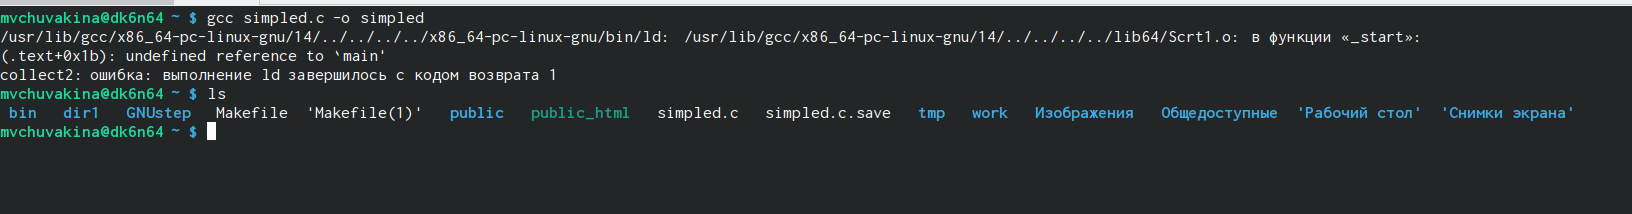 mvchuvakina@dk6n64 ~ $ gcc simpled.c -o simpled
/usr/lib/gcc/x86_64-pc-linux-gnu/14/../../../../x86_64-pc-linux-gnu/bin/ld: /usr/lib/gcc/x86_64-pc-linux-gnu/14/../../../../lib64/Scrt1.o: в функции «_start»:
(.text+0x1b): undefined reference to `main'
collect2: ошибка: выполнение ld завершилось с кодом возврата 1
mvchuvakina@dk6n64 ~ $ ls
bin dir1 GNUstep Makefile 'Makefile(1)' public public_html simpled.c simpled.c.save tmp work Изображения Общедоступные 'Рабочий стол' 'Снимки экрана'
mvchuvakina@dk6n64 ~ $